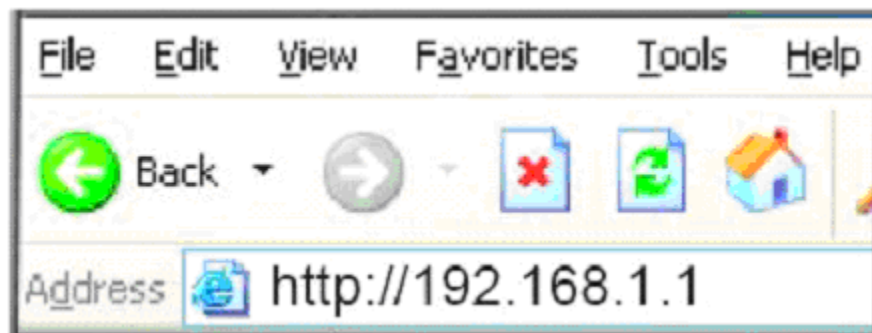 File Edit View Favorites Tools Help
Back
Address http://192.168.1.1